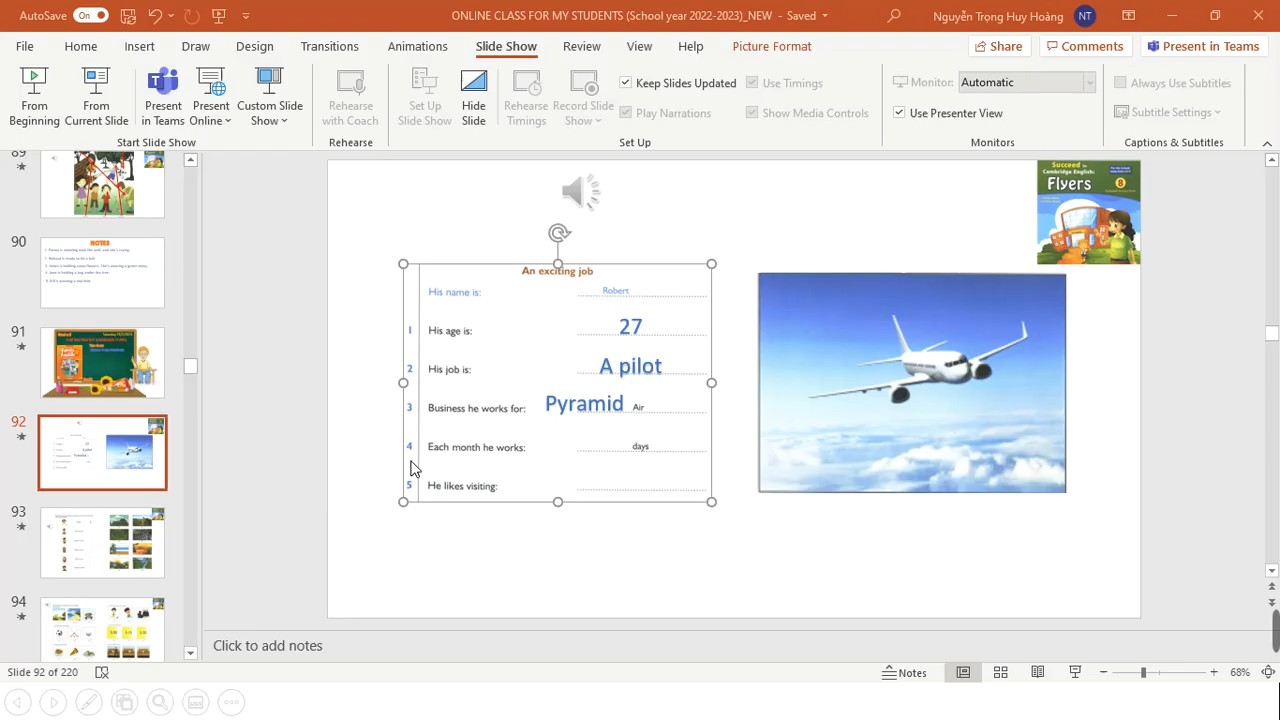 AutoSave On
ONLINE CLASS FOR MY STUDENTS (School year 2022-2023)_NEW - Saved
Nguyễn Trọng Huy Hoàng NT
File Home Insert Draw Design Transitions Animations Slide Show Review View Help Picture Format
Share Comments Present in Teams
From Beginning
From Current Slide
Present in Teams
Present Online
Custom Slide Show
Rehearse with Coach
Set Up Slide Show
Hide Slide
Rehearse Timings
Record Slide Show
Keep Slides Updated
Play Narrations
Use Timings
Show Media Controls
Monitor: Automatic
Use Presenter View
Always Use Subtitles
Subtitle Settings
Start Slide Show Rehearse Set Up Monitors Captions & Subtitles
89
90
NOTES
91
92
93
94
Succeed in
Cambridge English:
Flyers
8
An exciting job
His name is: Robert
1 His age is: 27
2 His job is: A pilot
3 Business he works for: Pyramid Air
4 Each month he works: days
5 He likes visiting:
Click to add notes
Slide 92 of 220
Notes
68%